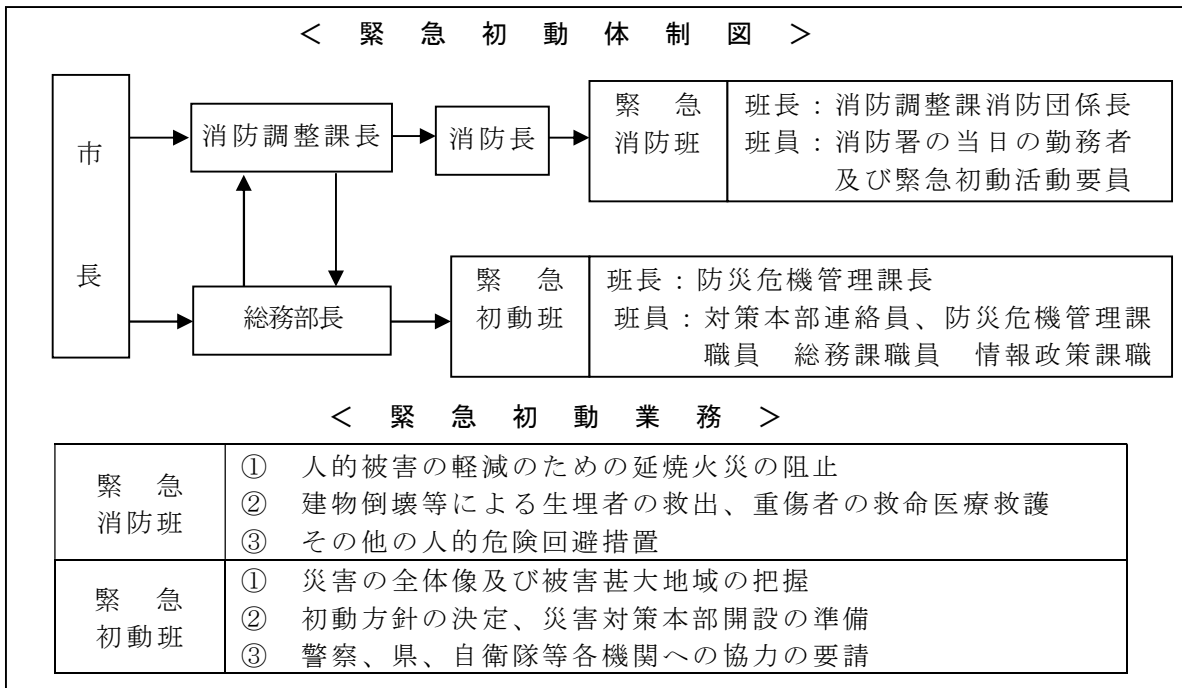 ＜ 緊 急 初 動 体 制 図 ＞
市長
消防調整課長
消防長
緊 急
消防班
班長：消防調整課消防団係長
班員：消防署の当日の勤務者
及び緊急初動活動要員
総務部長
緊 急
初動班
班長：防災危機管理課長
班員：対策本部連絡員、防災危機管理課
職員 総務課職員 情報政策課職
＜ 緊 急 初 動 業 務 ＞
緊 急
消防班
① 人的被害の軽減のための延焼火災の阻止
② 建物倒壊等による生埋者の救出、重傷者の救命医療救護
③ その他の人的危険回避措置
緊 急
初動班
① 災害の全体像及び被害甚大地域の把握
② 初動方針の決定、災害対策本部開設の準備
③ 警察、県、自衛隊等各機関への協力の要請